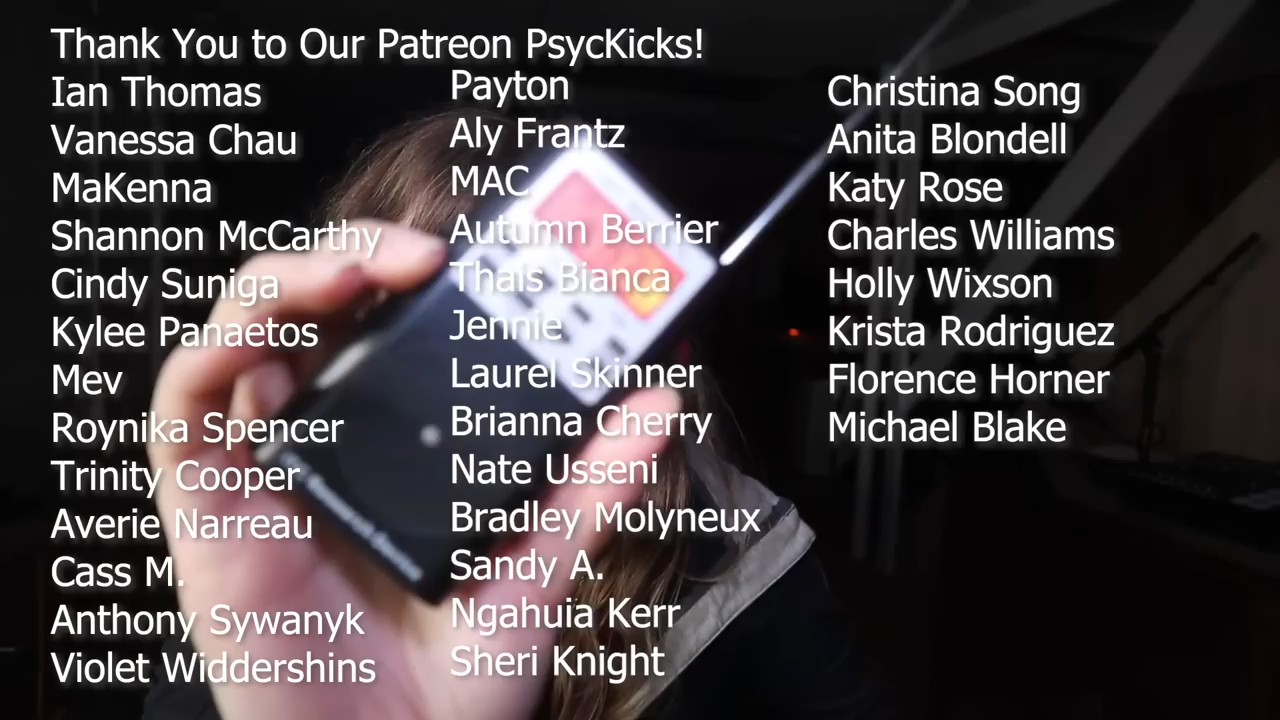 Thank You to Our Patreon PsycKicks!
Ian Thomas
Vanessa Chau
MaKenna
Shannon McCarthy
Cindy Suniga
Kylee Panaetos
Mev
Roynika Spencer
Trinity Cooper
Averie Narreau
Cass M.
Anthony Sywanyk
Violet Widdershins
Payton
Aly Frantz
MAC
Autumn Berrier
Thais Bianca
Jennie
Laurel Skinner
Brianna Cherry
Nate Usseni
Bradley Molyneux
Sandy A.
Ngahuia Kerr
Sheri Knight
Christina Song
Anita Blondell
Katy Rose
Charles Williams
Holly Wixson
Krista Rodriguez
Florence Horner
Michael Blake